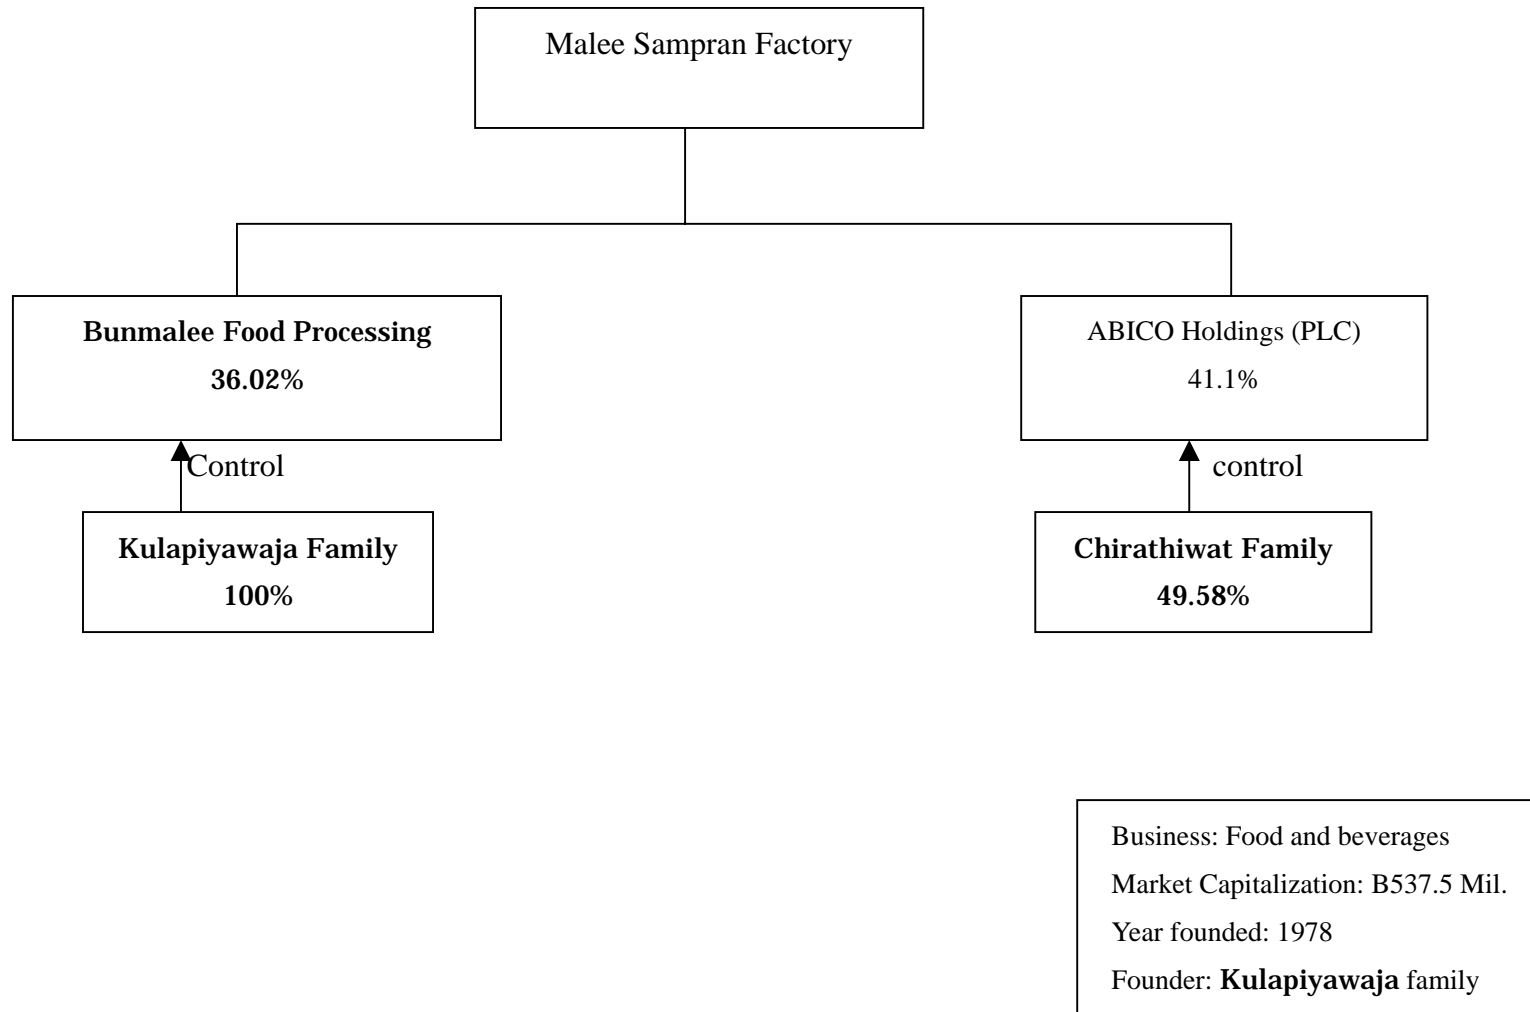 Malee Sampran Factory
Bunmalee Food Processing
36.02%
ABICO Holdings (PLC)
41.1%
Control
control
Kulapiyawaja Family
100%
Chirathiwat Family
49.58%
Business: Food and beverages
Market Capitalization: B537.5 Mil.
Year founded: 1978
Founder: Kulapiyawaja family